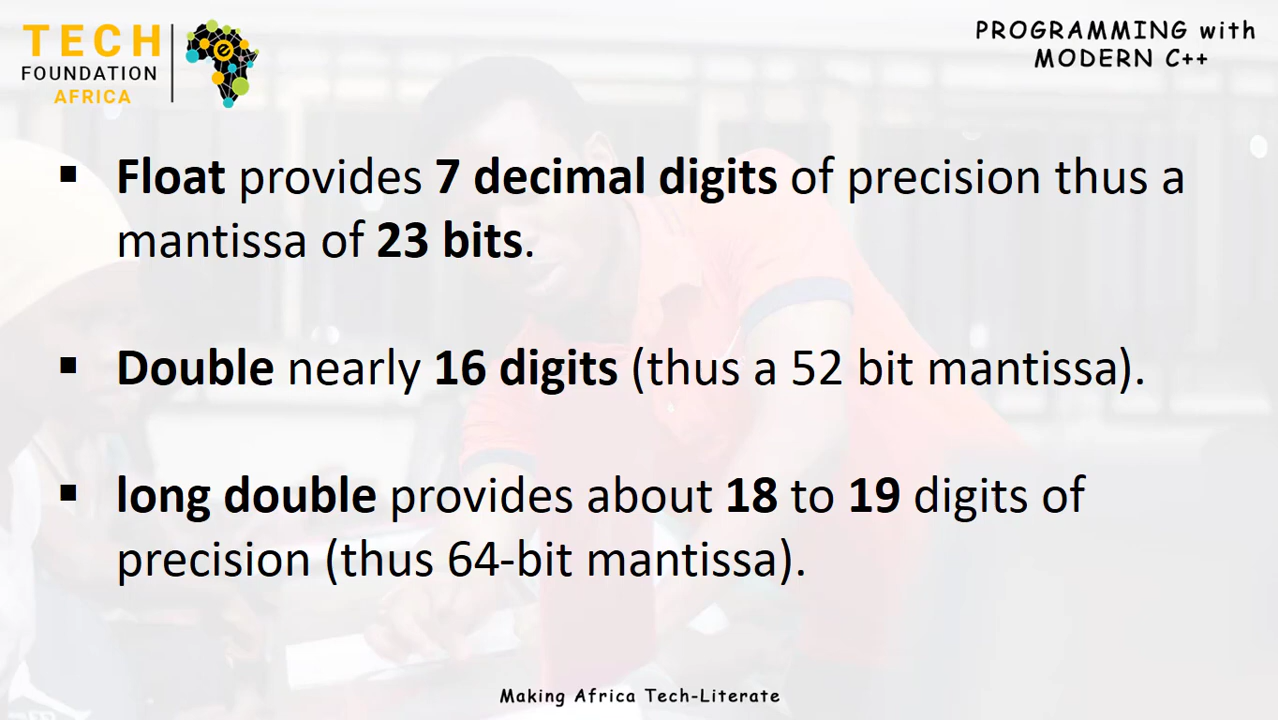 TECH
FOUNDATION
AFRICA
e
PROGRAMMING with
MODERN C++
▪ Float provides 7 decimal digits of precision thus a
mantissa of 23 bits.
▪ Double nearly 16 digits (thus a 52 bit mantissa).
▪ long double provides about 18 to 19 digits of
precision (thus 64-bit mantissa).
Making Africa Tech-Literate